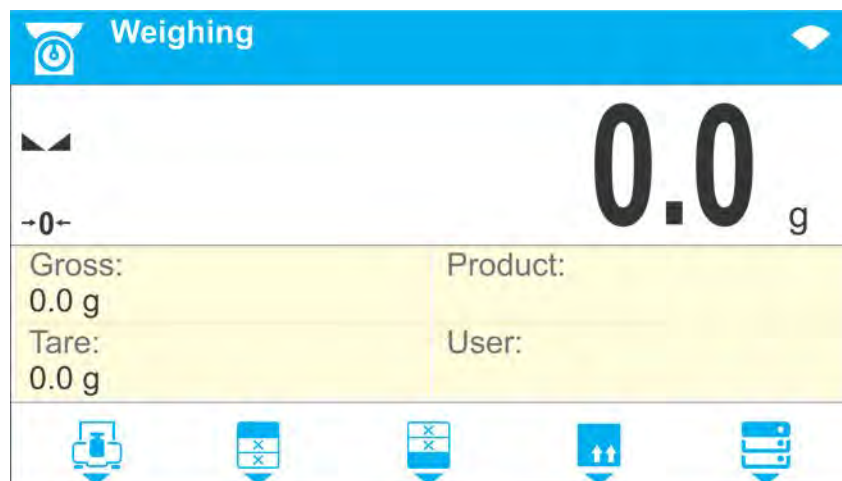 Weighing
0.0 g
→0←
Gross:
0.0 g
Product:
Tare:
0.0 g
User: